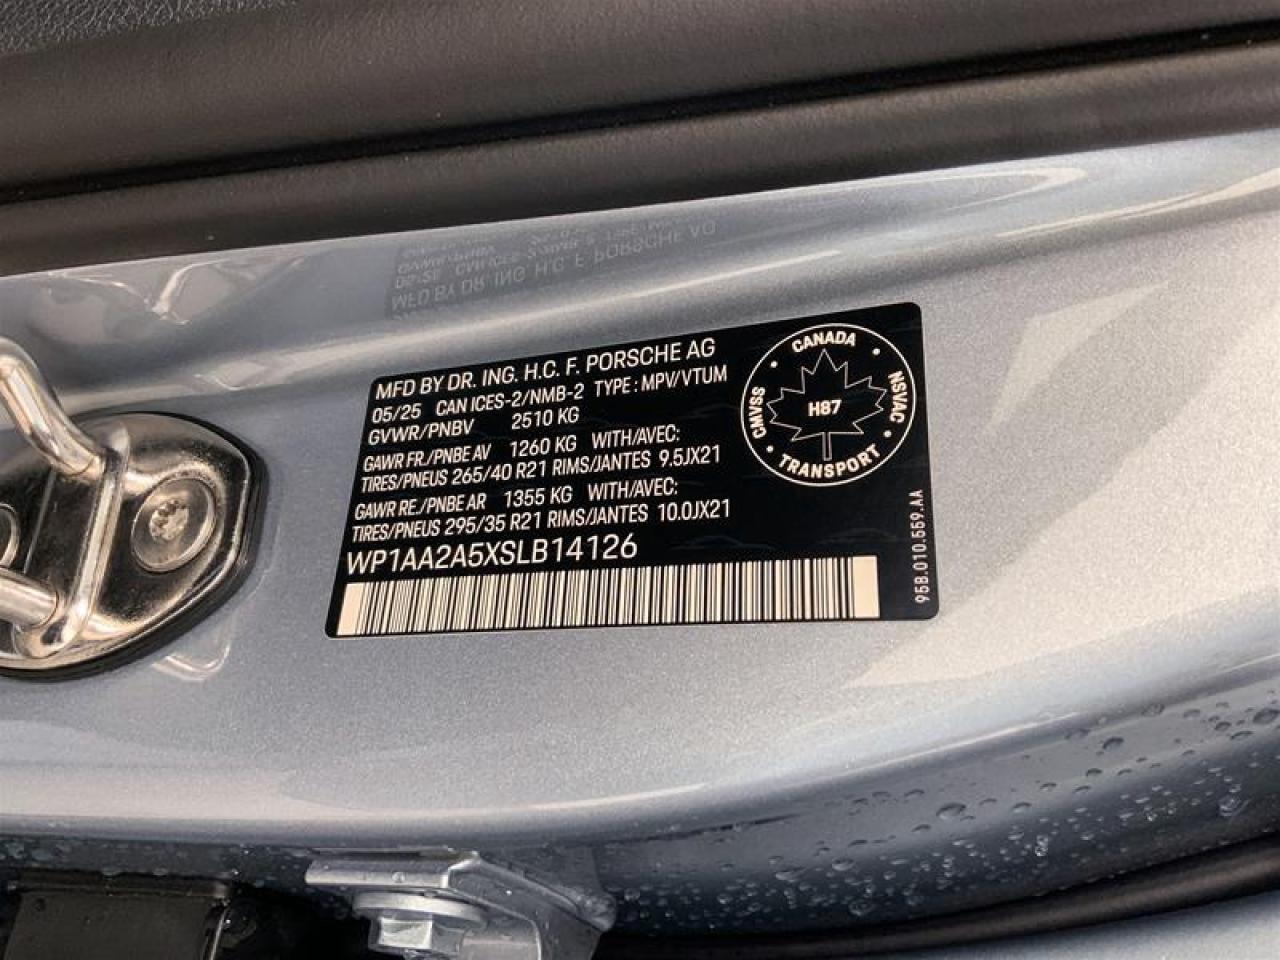 MFD BY DR. ING. H.C. F. PORSCHE AG
05/25 CAN ICES-2/NMB-2 TYPE : MPV/VTUM
GVWR/PNBV 2510 KG
GAWR FR./PNBE AV 1260 KG WITH/AVEC:
TIRES/PNEUS 265/40 R21 RIMS/JANTES 9.5JX21
GAWR RE./PNBE AR 1355 KG WITH/AVEC:
TIRES/PNEUS 295/35 R21 RIMS/JANTES 10.0JX21
WP1AA2A5XSLB14126
CANADA
CMVSS
H87
NSVAC
TRANSPORT
95B.010.559.AA